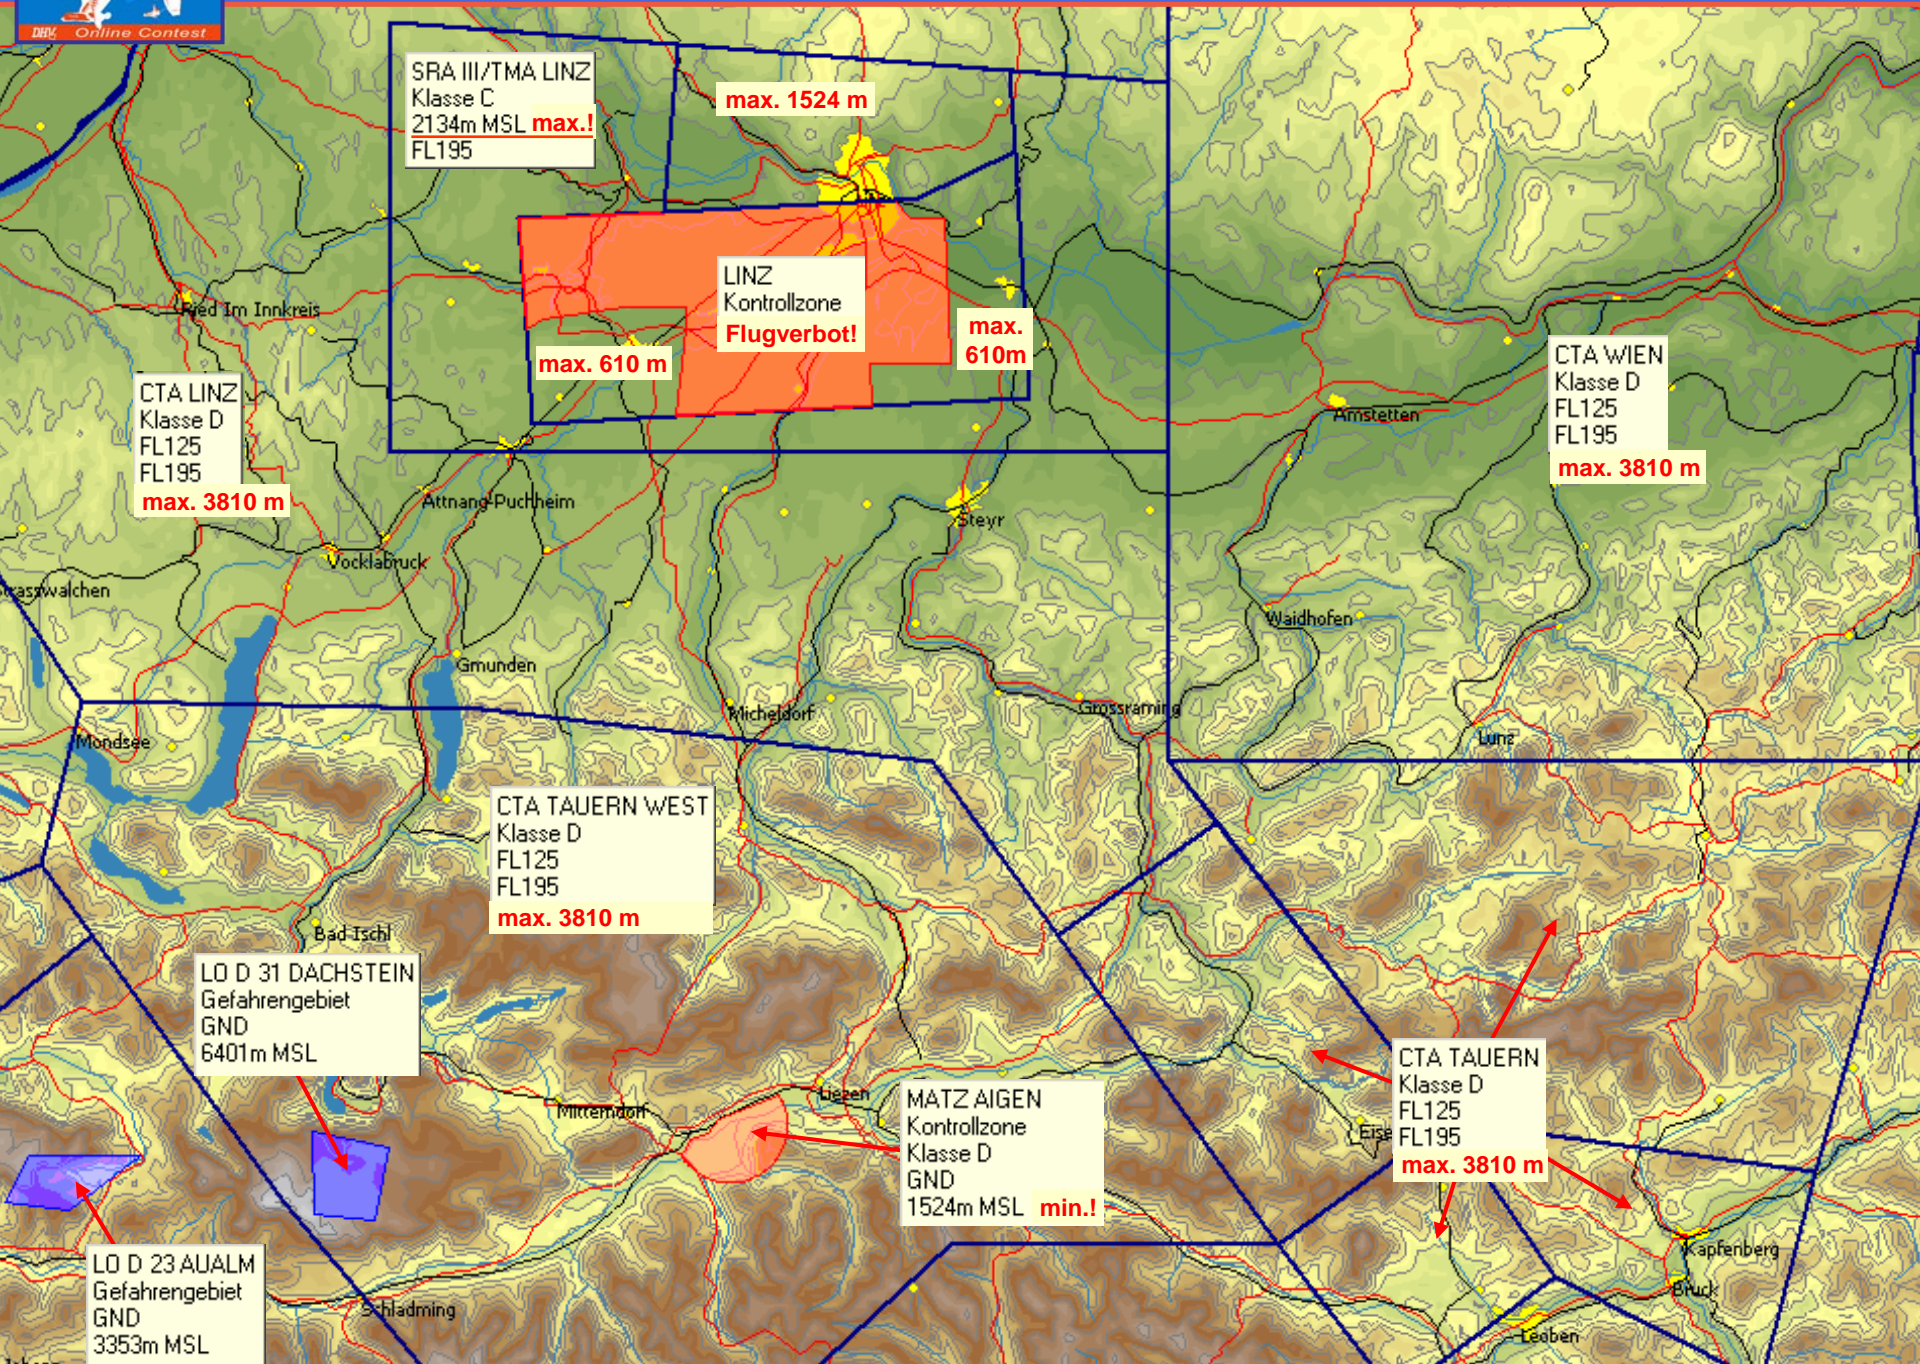 DHV Online Contest
SRA III/TMA LINZ
Klasse C
2134m MSL max.!
FL195
max. 1524 m
LINZ
Kontrollzone
Flugverbot!
max. 610 m
max.
610m
Ried Im Innkreis
CTA LINZ
Klasse D
FL125
FL195
max. 3810 m
CTA WIEN
Klasse D
FL125
FL195
max. 3810 m
Amstetten
Attnang-Puchheim
Steyr
Vocklabruck
Strasswalchen
Waidhofen
Gmunden
Micheldorf
Grossraming
Mondsee
Lunz
CTA TAUERN WEST
Klasse D
FL125
FL195
max. 3810 m
Bad Ischl
LO D 31 DACHSTEIN
Gefahrengebiet
GND
6401m MSL
CTA TAUERN
Klasse D
FL125
FL195
max. 3810 m
Liezen
Mitterndorf
MATZ AIGEN
Kontrollzone
Klasse D
GND
1524m MSL min.!
Eise
LO D 23 AUALM
Gefahrengebiet
GND
3353m MSL
Schladming
Kapfenberg
Bruck
Leoben